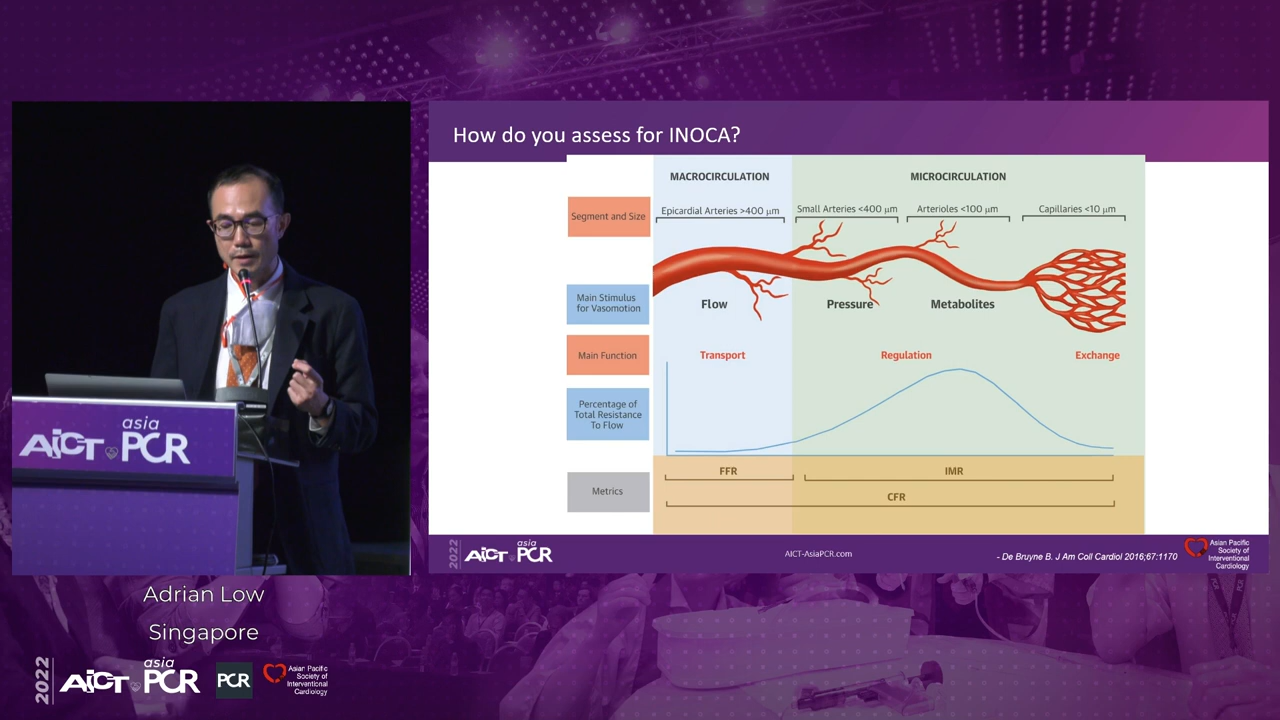 How do you assess for INOCA?
MACROCIRCULATION
MICROCIRCULATION
Segment and Size
Epicardial Arteries >400 μm
Small Arteries <400 μm
Arterioles <100 μm
Capillaries <10 μm
Main Stimulus
for Vasomotion
Flow
Pressure
Metabolites
Main Function
Transport
Regulation
Exchange
Percentage of
Total Resistance
To Flow
Metrics
FFR
IMR
CFR
2022
AICT
asia
PCR
AICT-AsiaPCR.com
- De Bruyne B. J Am Coll Cardiol 2016;67:1170
Asian Pacific
Society of
Interventional
Cardiology
asia
AICT PCR
Adrian Low
Singapore
2022
AICT
asia
PCR
PCR
Asian Pacific
Society of
Interventional
Cardiology